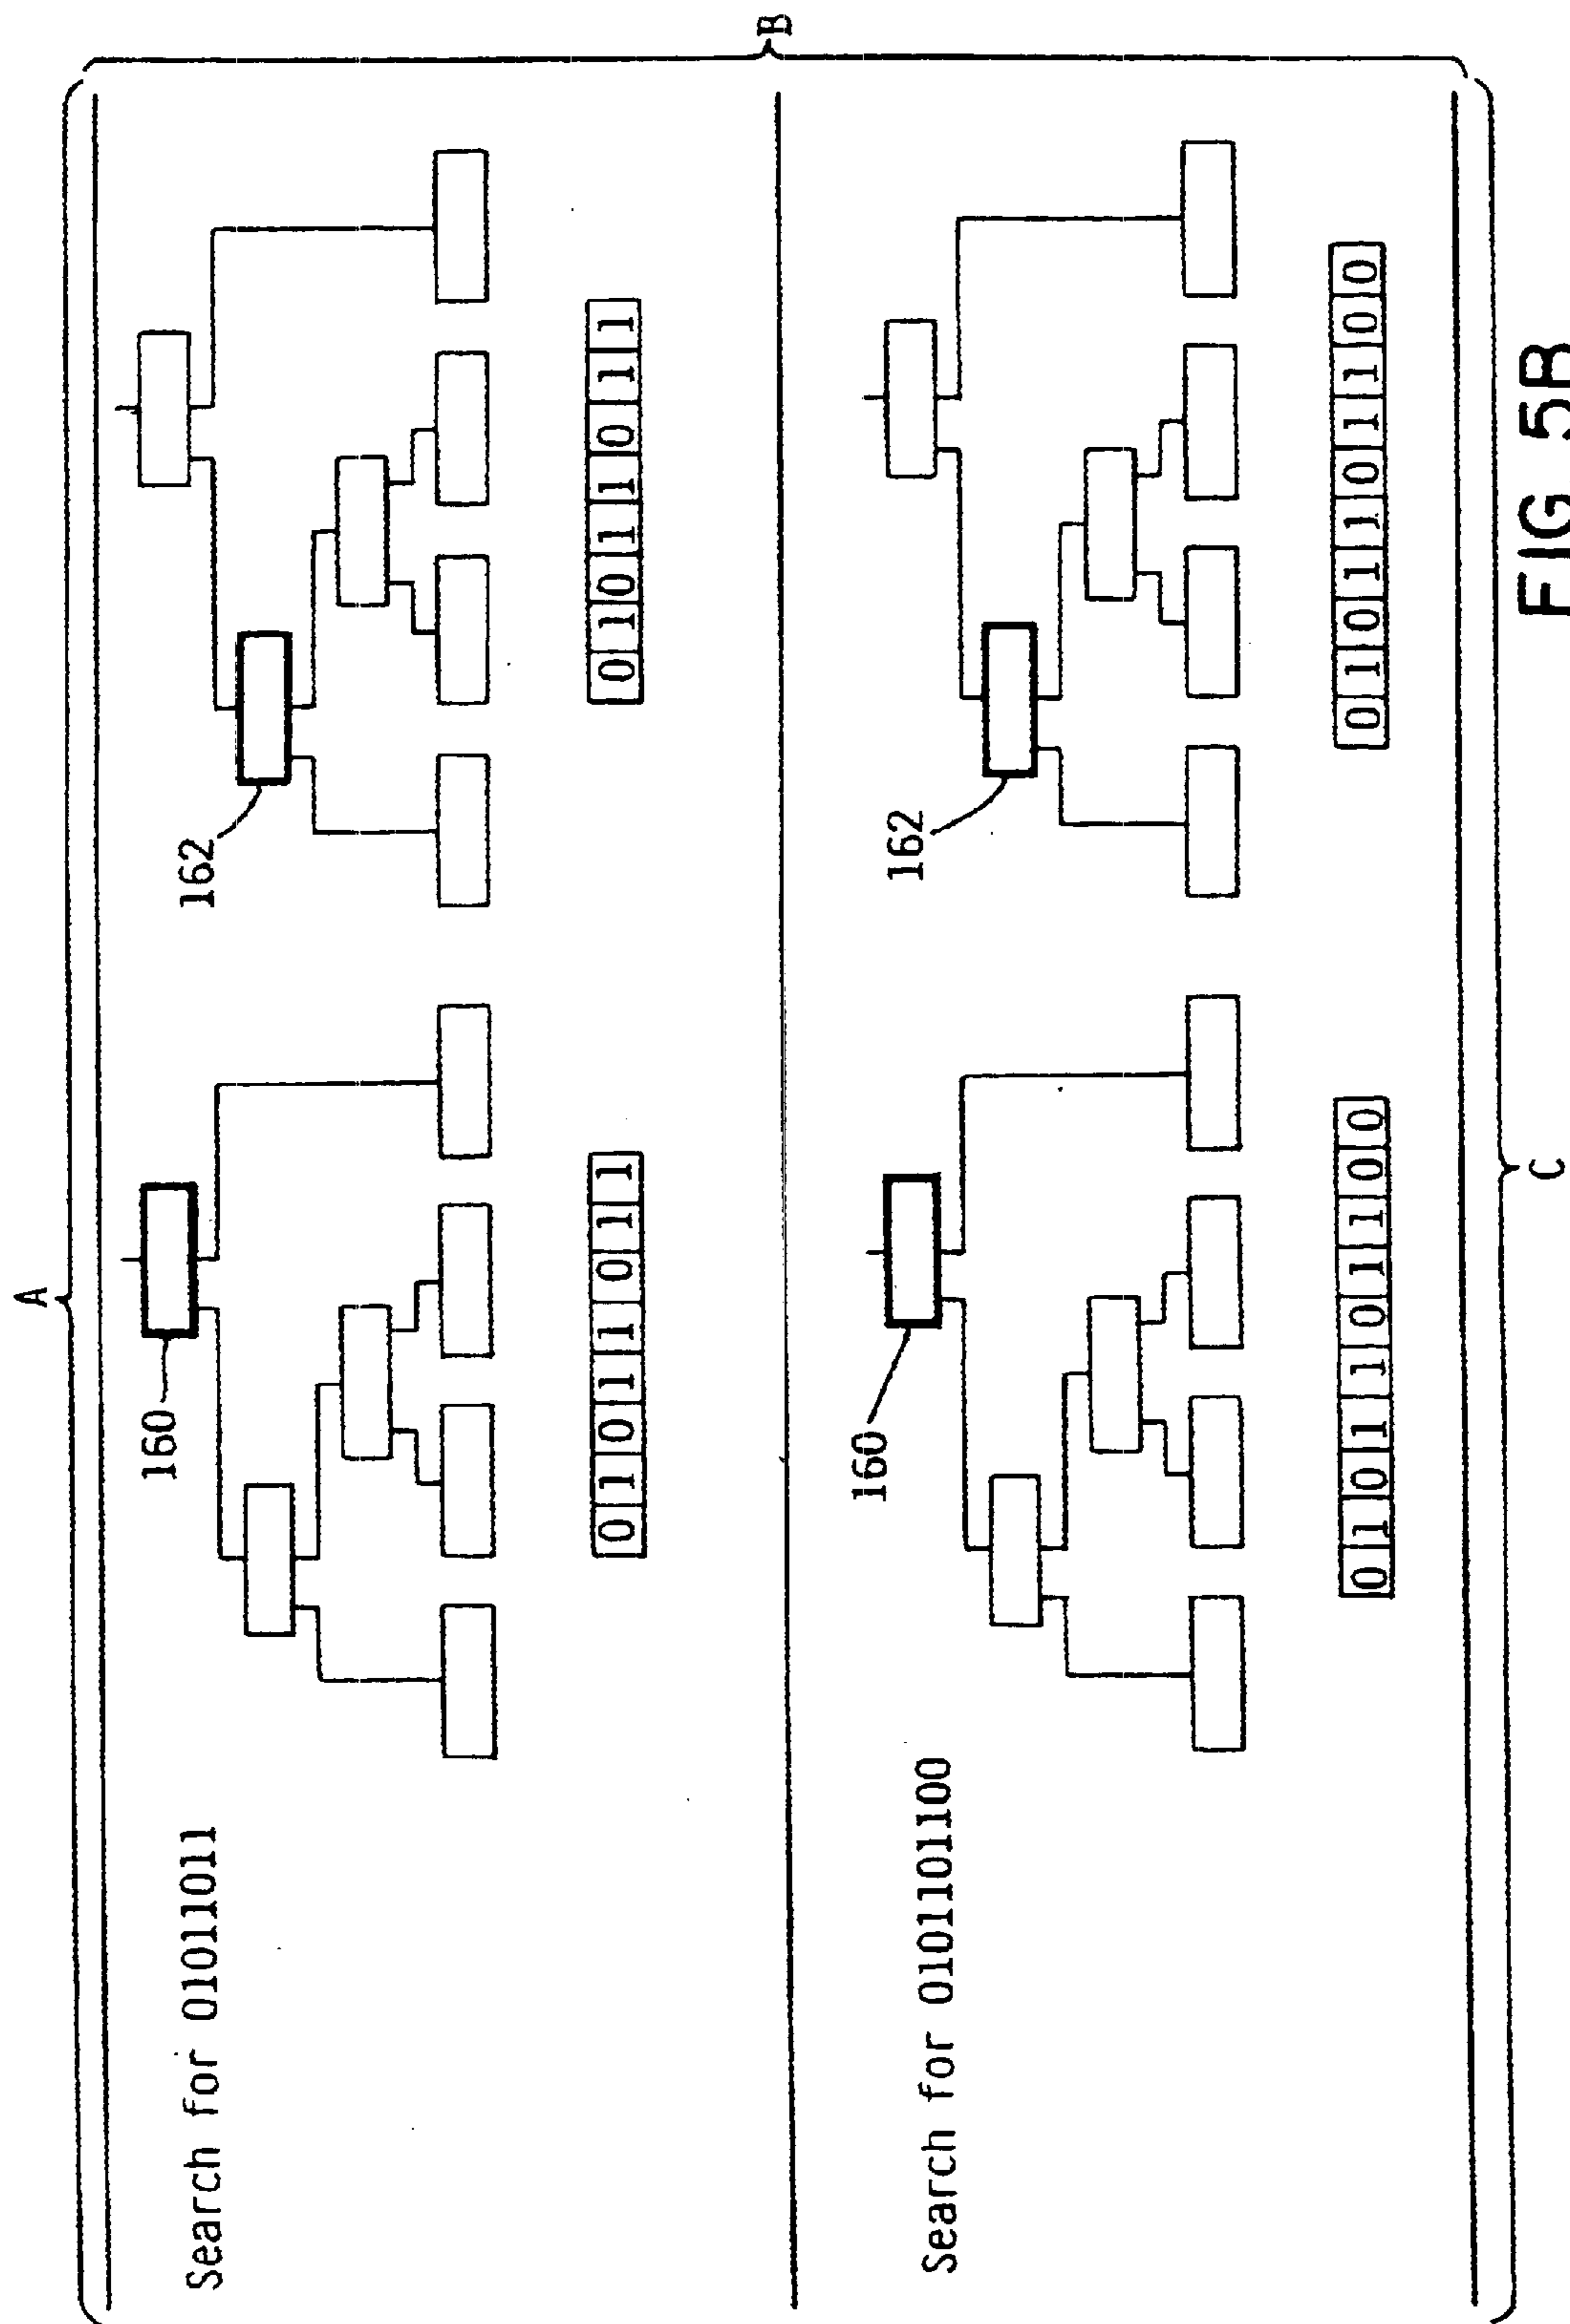 A
160
162
Search for 01011011
0 1 0 1 1 0 1 1
0 1 0 1 1 0 1 1
B
160
162
Search for 0101101100
0 1 0 1 1 0 1 1 0 0
0 1 0 1 1 0 1 1 0 0
C
FIG 5B